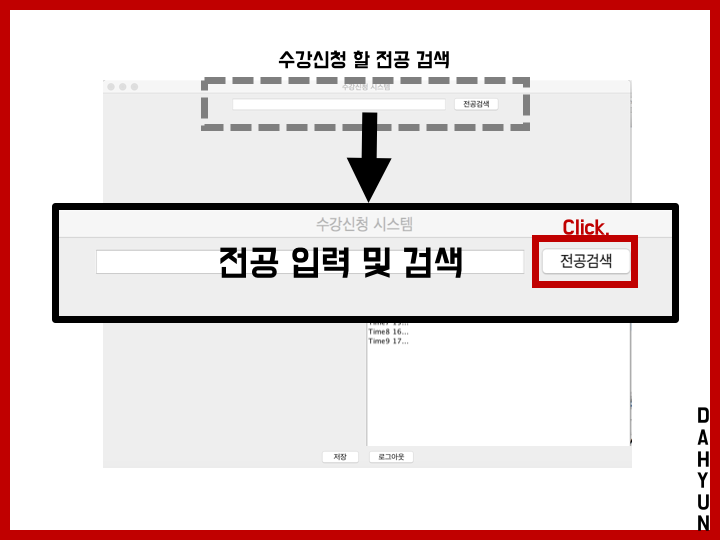 수강신청 할 전공 검색
수강신청 시스템
전공검색
수강신청 시스템
Click.
전공 입력 및 검색
전공검색
Time8 16...
Time9 17...
저장
로그아웃
DAHYUN